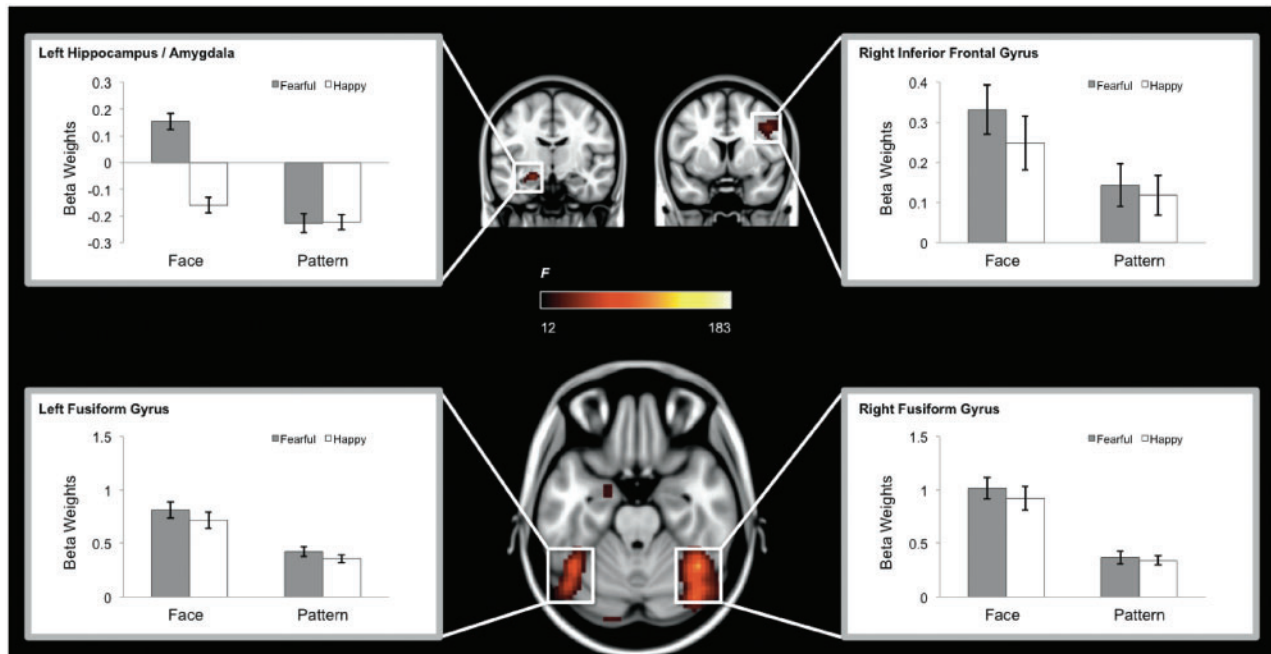 Left Hippocampus / Amygdala
Fearful Happy
0.3
0.2
0.1
0
-0.1
-0.2
-0.3
Beta Weights
Face Pattern
Right Inferior Frontal Gyrus
Fearful Happy
0.4
0.3
0.2
0.1
0
Beta Weights
Face Pattern
F
12 183
Left Fusiform Gyrus
Fearful Happy
1.5
1
0.5
0
Beta Weights
Face Pattern
Right Fusiform Gyrus
Fearful Happy
1.5
1
0.5
0
Beta Weights
Face Pattern